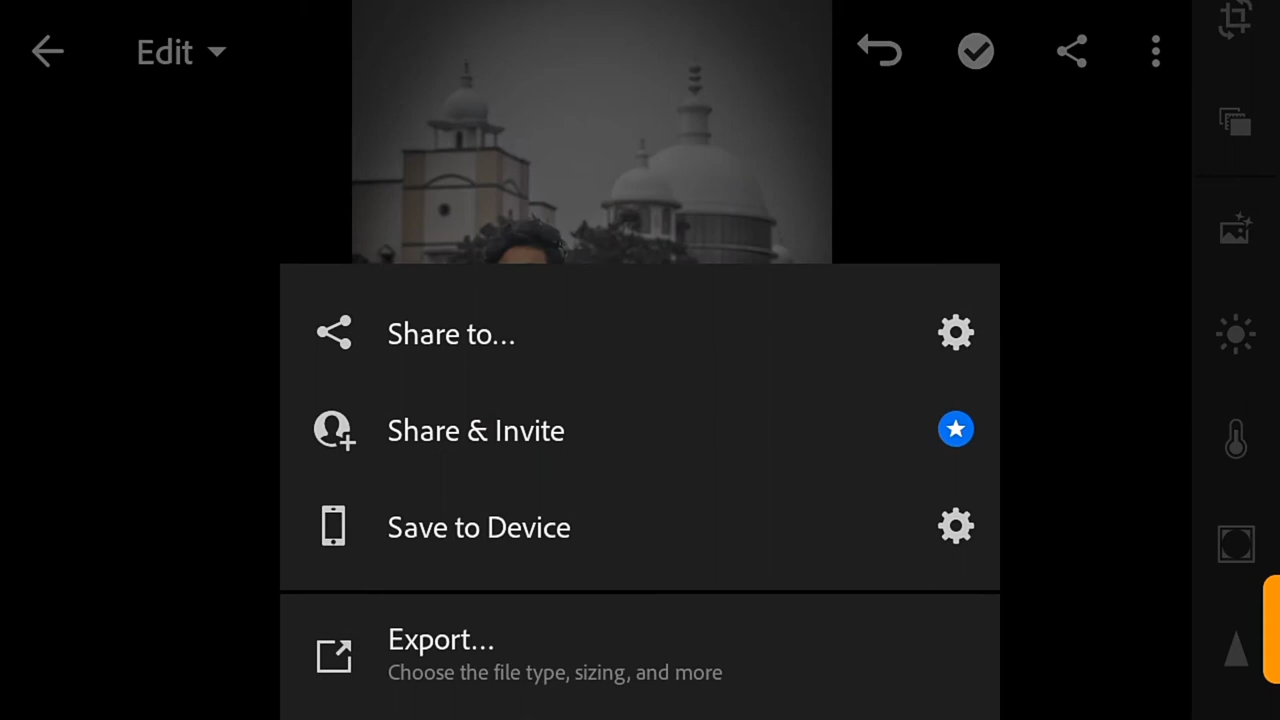 Edit
Share to...
Share & Invite
Save to Device
Export...
Choose the file type, sizing, and more